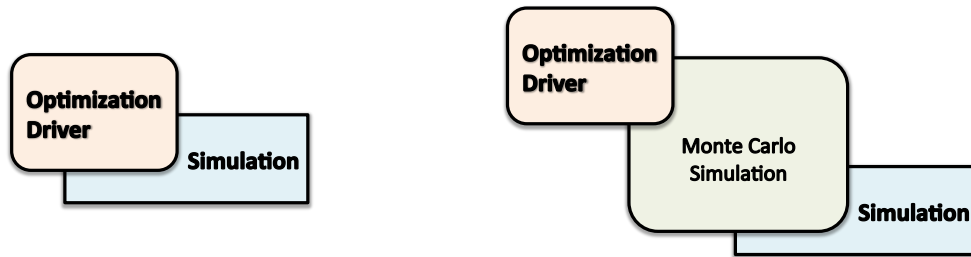 Optimization
Driver
Simulation
Optimization
Driver
Monte Carlo
Simulation
Simulation